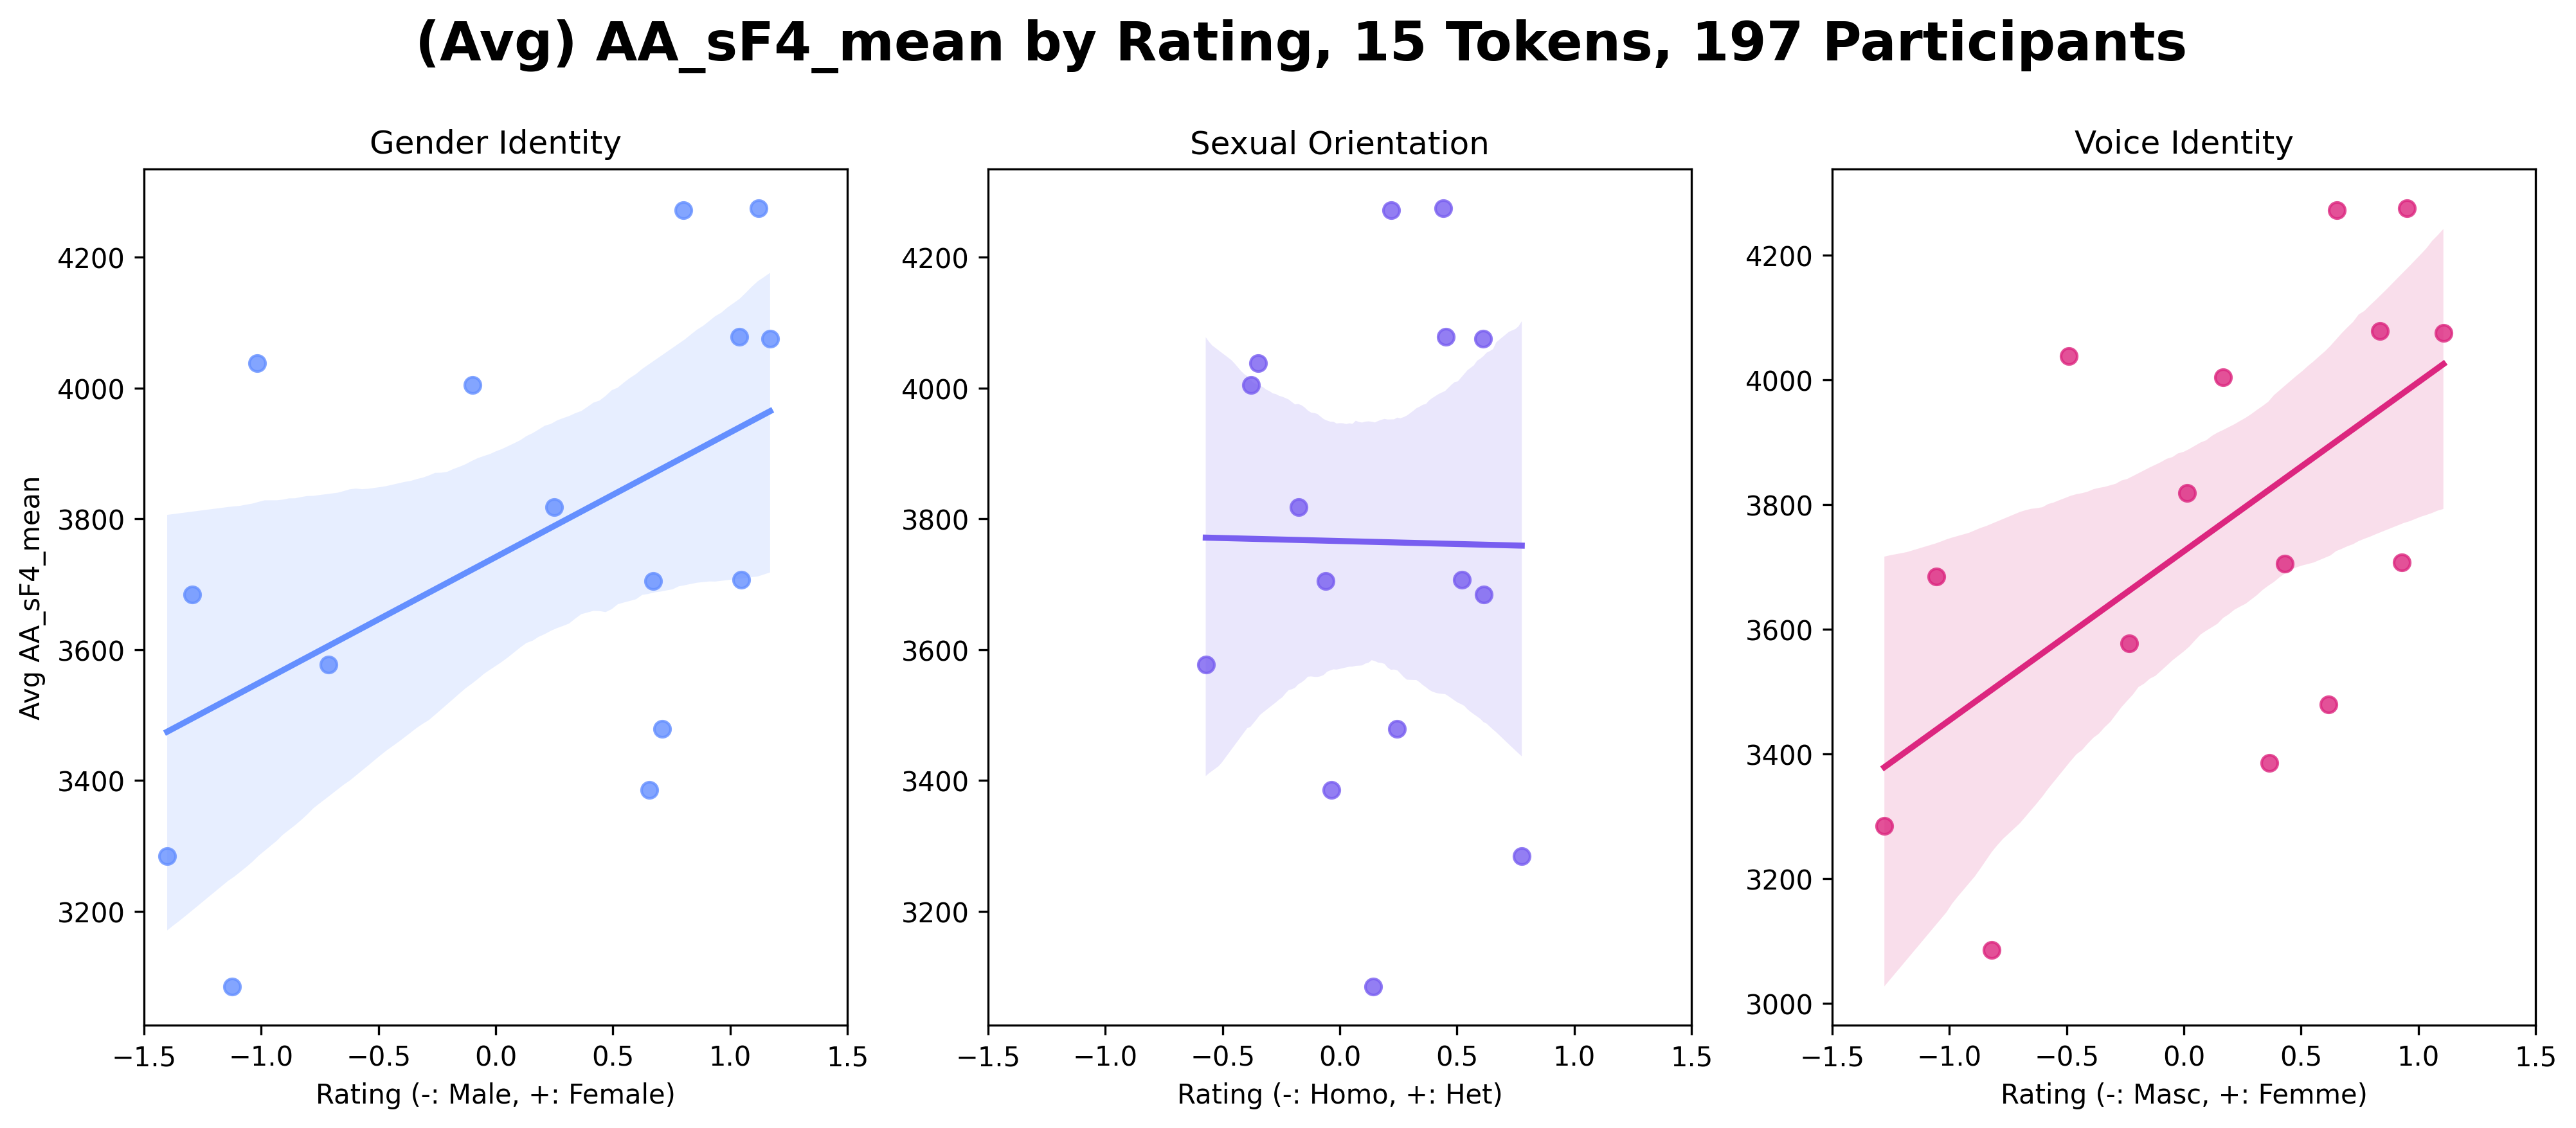 (Avg) AA_sF4_mean by Rating, 15 Tokens, 197 Participants
Gender Identity
Avg AA_sF4_mean
4200
4000
3800
3600
3400
3200
−1.5 −1.0 −0.5 0.0 0.5 1.0 1.5
Rating (-: Male, +: Female)
Sexual Orientation
4200
4000
3800
3600
3400
3200
−1.5 −1.0 −0.5 0.0 0.5 1.0 1.5
Rating (-: Homo, +: Het)
Voice Identity
4200
4000
3800
3600
3400
3200
3000
−1.5 −1.0 −0.5 0.0 0.5 1.0 1.5
Rating (-: Masc, +: Femme)